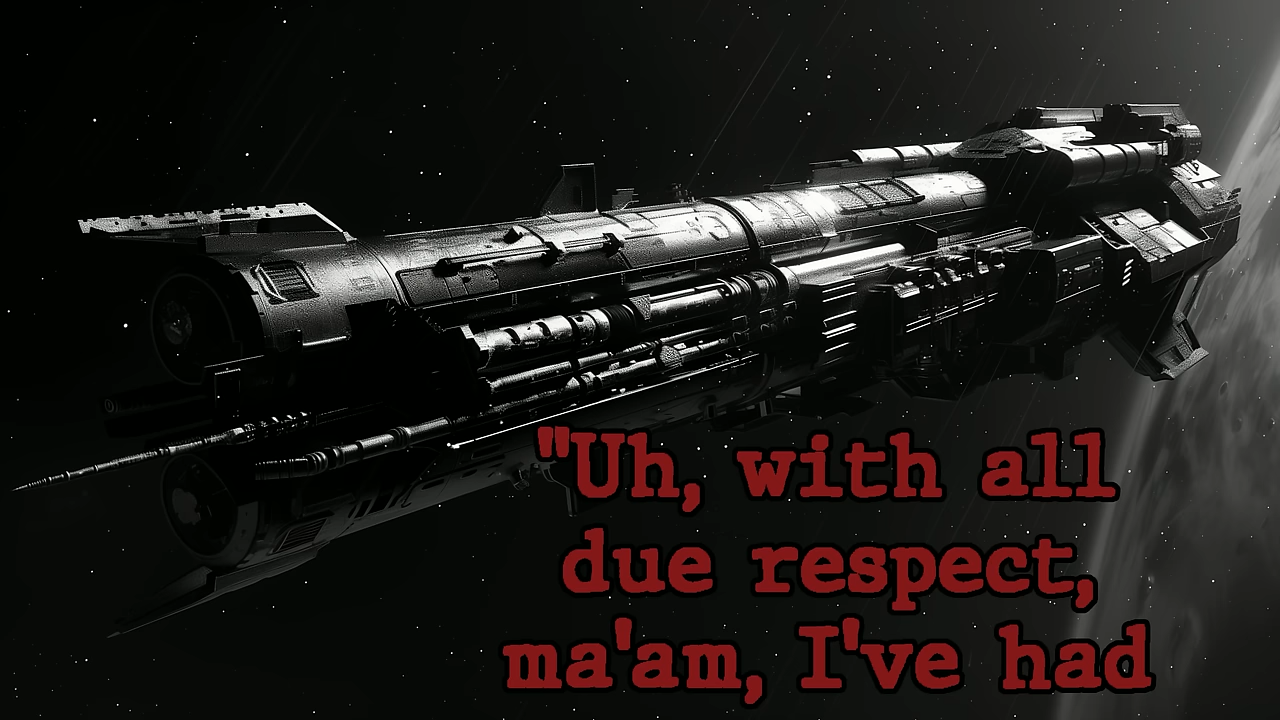 "Uh, with all
due respect,
ma'am, I've had